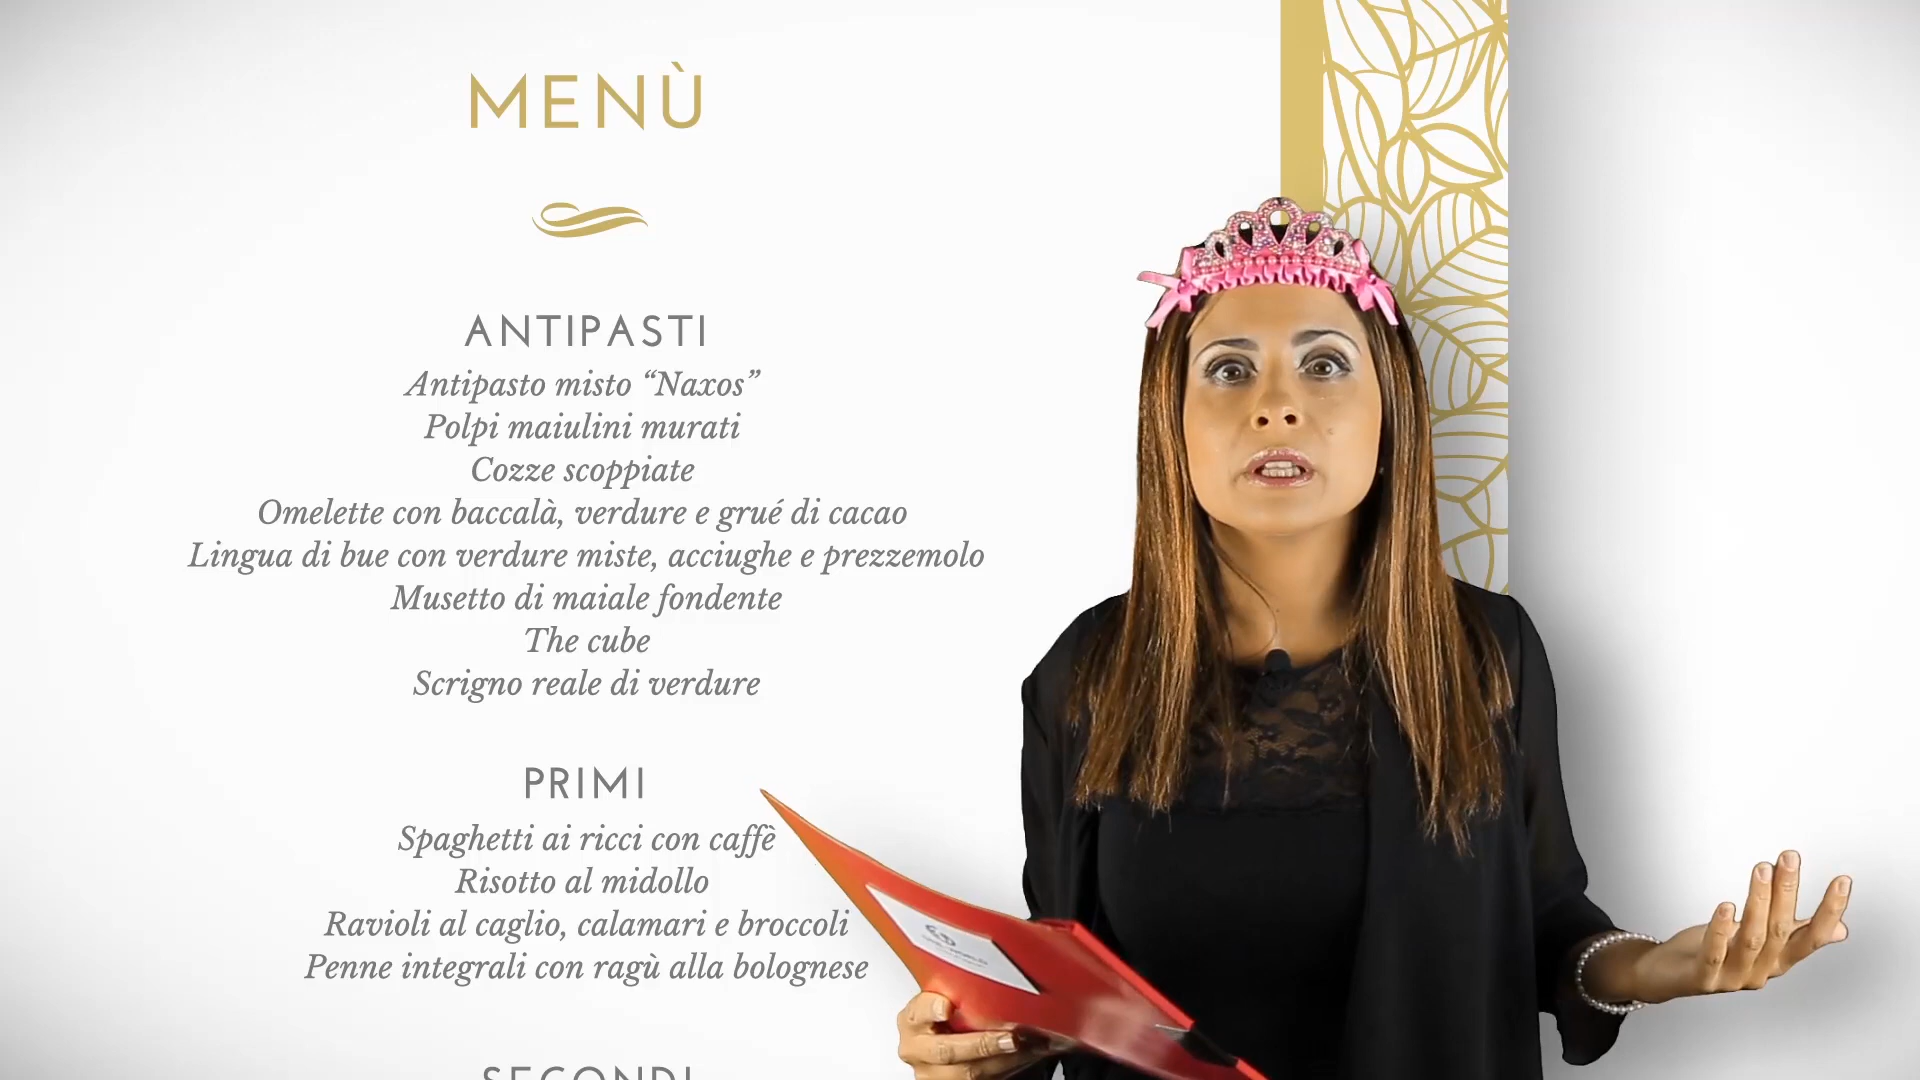 MENÙ
ANTIPASTI
Antipasto misto “Naxos”
Polpi maiulini murati
Cozze scoppiate
Omelette con baccalà, verdure e grué di cacao
Lingua di bue con verdure miste, acciughe e prezzemolo
Musetto di maiale fondente
The cube
Scrigno reale di verdure
PRIMI
Spaghetti ai ricci con caffè
Risotto al midollo
Ravioli al caglio, calamari e broccoli
Penne integrali con ragù alla bolognese
SECONDI